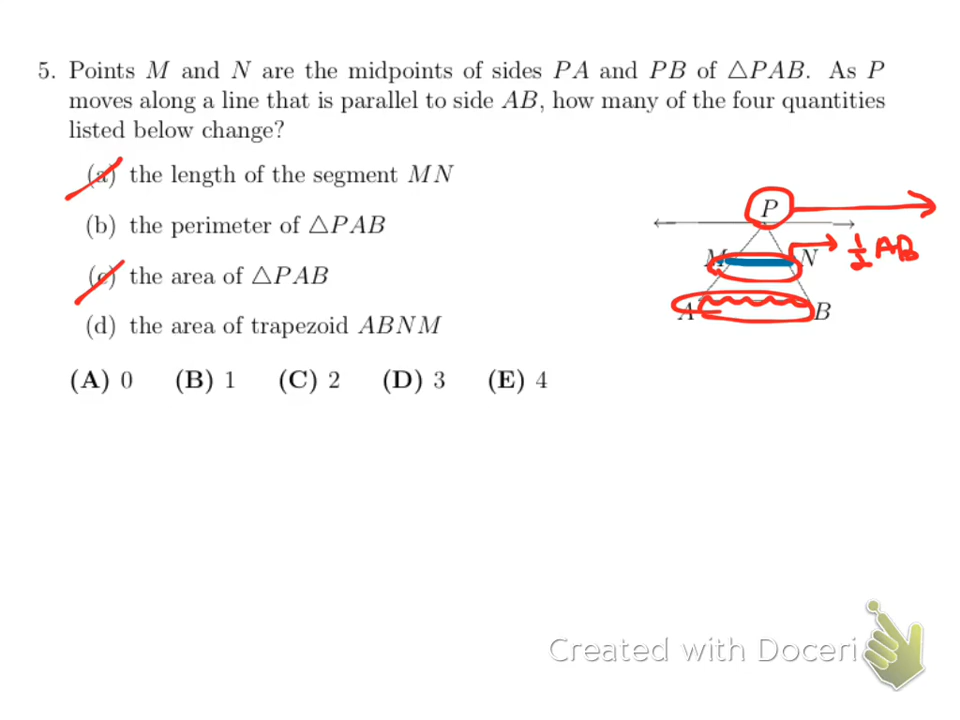 5. Points M and N are the midpoints of sides PA and PB of △PAB. As P
moves along a line that is parallel to side AB, how many of the four quantities
listed below change?
(a) the length of the segment MN
(b) the perimeter of △PAB
(c) the area of △PAB
(d) the area of trapezoid ABNM
(A) 0 (B) 1 (C) 2 (D) 3 (E) 4
P
M N 1/2 AB
A B
Created with Doceri